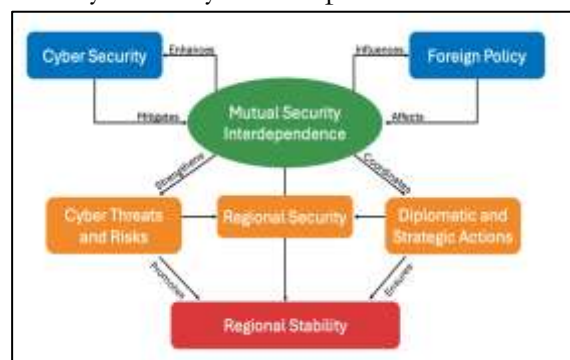 Cyber Security
Enhances
Influences
Foreign Policy
Mitigates
Mutual Security
Interdependence
Affects
Strengthens
Coordinates
Cyber Threats
and Risks
Regional Security
Diplomatic and
Strategic Actions
Promotes
Ensures
Regional Stability